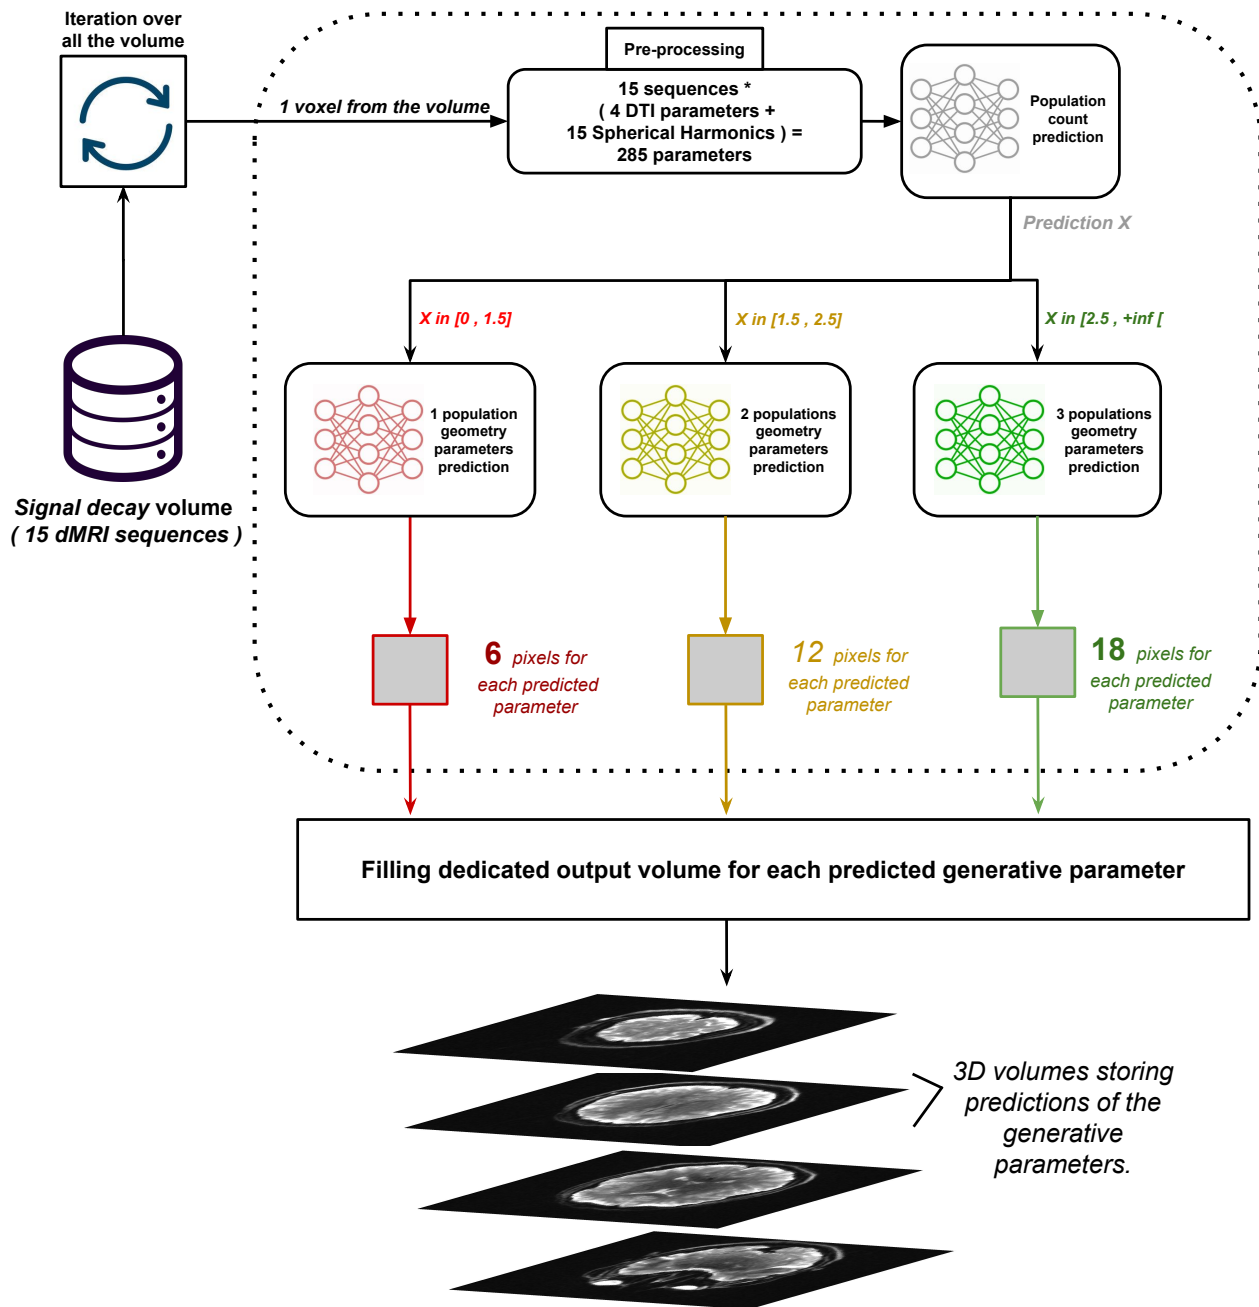 Iteration over
all the volume
Pre-processing
1 voxel from the volume
15 sequences *
( 4 DTI parameters +
15 Spherical Harmonics ) =
285 parameters
Population
count
prediction
Prediction X
X in [0 , 1.5]
X in [1.5 , 2.5]
X in [2.5 , +inf [
1 population
geometry
parameters
prediction
2 populations
geometry
parameters
prediction
3 populations
geometry
parameters
prediction
Signal decay volume
( 15 dMRI sequences )
6 pixels for
each predicted
parameter
12 pixels for
each predicted
parameter
18 pixels for
each predicted
parameter
Filling dedicated output volume for each predicted generative parameter
3D volumes storing
predictions of the
generative
parameters.